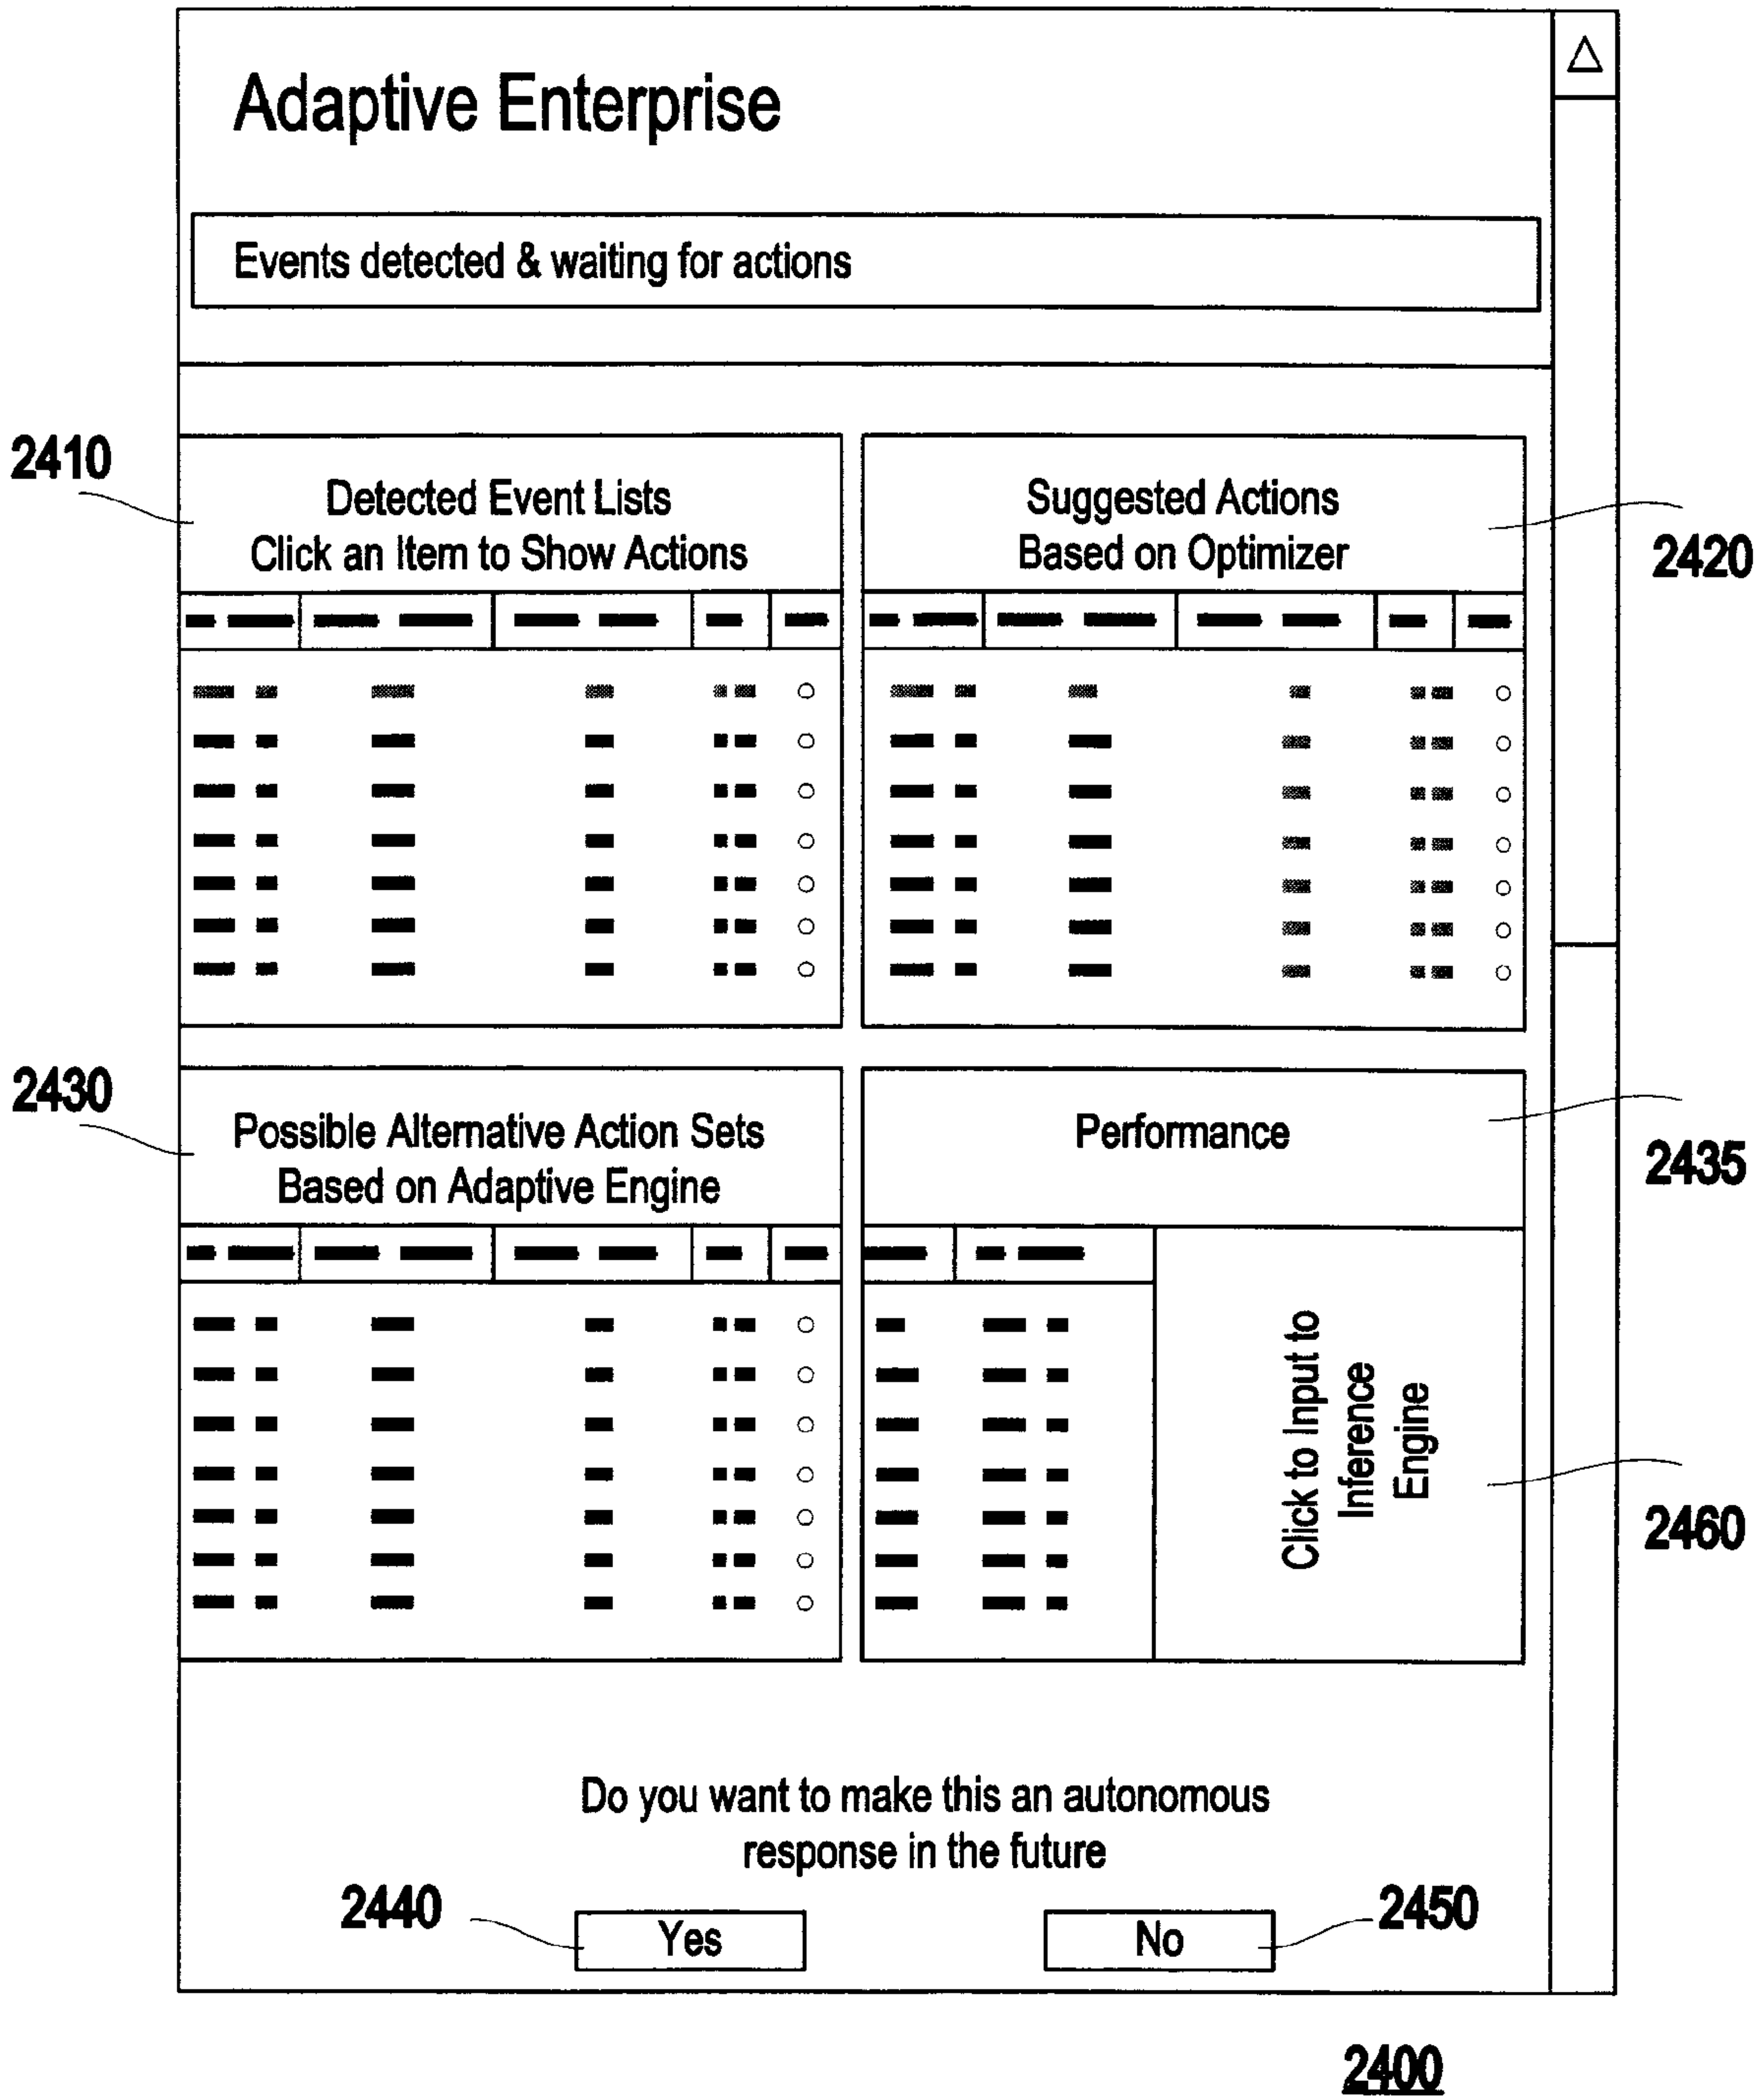 Adaptive Enterprise
Events detected & waiting for actions
2410
Detected Event Lists
Click an Item to Show Actions
Suggested Actions
Based on Optimizer
2420
2430
Possible Alternative Action Sets
Based on Adaptive Engine
Performance
2435
Click to Input to
Inference
Engine
2460
Do you want to make this an autonomous
response in the future
2440
Yes
No
2450
2400